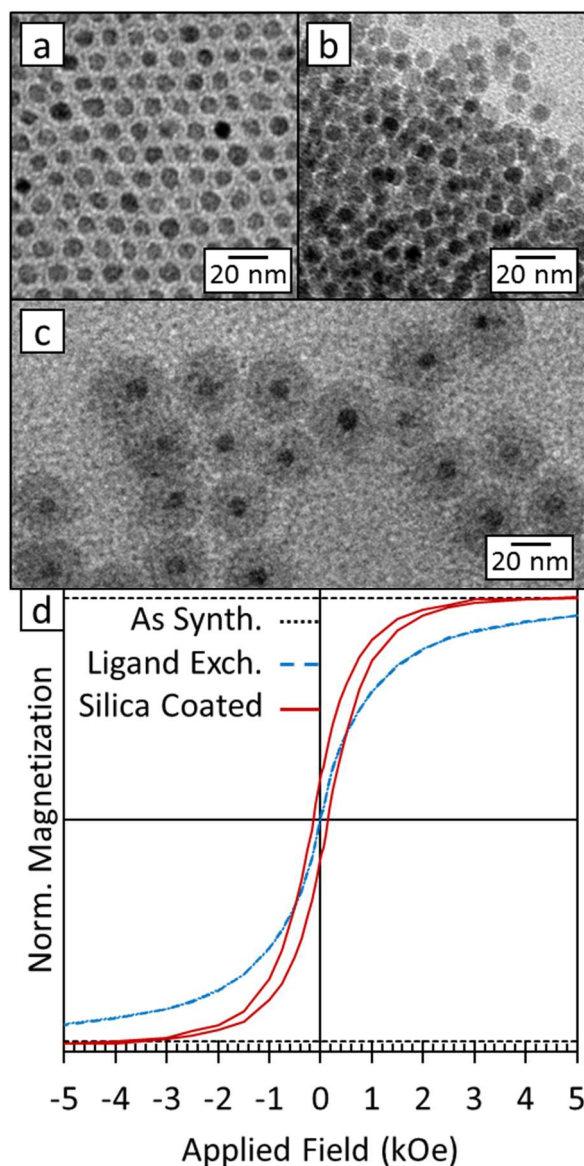 a
b
20 nm
20 nm
c
20 nm
d
As Synth.
Ligand Exch.
Silica Coated
Norm. Magnetization
-5 -4 -3 -2 -1 0 1 2 3 4 5
Applied Field (kOe)